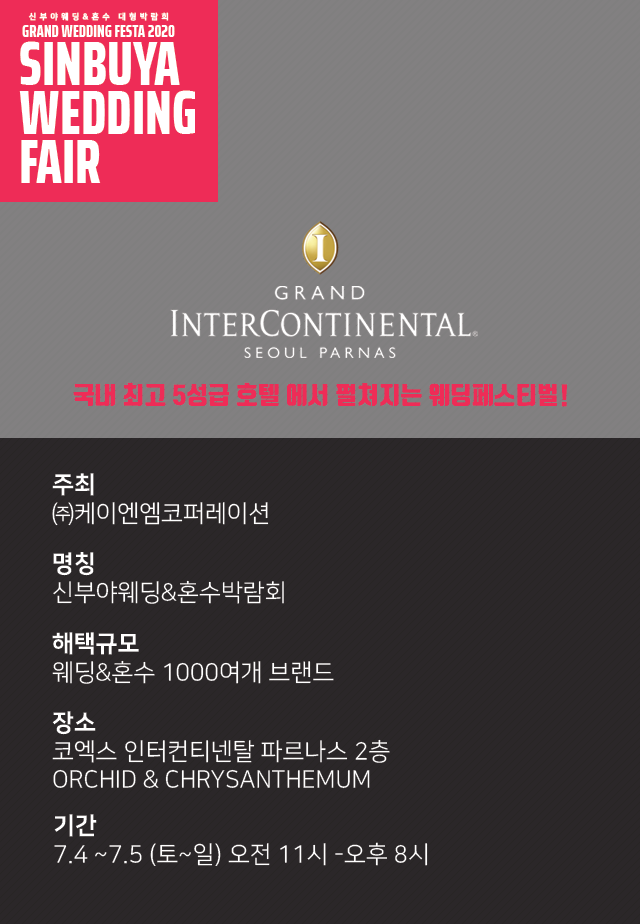 신부야웨딩&혼수 대형박람회
GRAND WEDDING FESTA 2020
SINBUYA
WEDDING
FAIR
I
GRAND
INTERCONTINENTAL®
SEOUL PARNAS
국내 최고 5성급 호텔 에서 펼쳐지는 웨딩페스티벌!
주최
㈜케이엔엠코퍼레이션
명칭
신부야웨딩&혼수박람회
해택규모
웨딩&혼수 1000여개 브랜드
장소
코엑스 인터컨티넨탈 파르나스 2층
ORCHID & CHRYSANTHEMUM
기간
7.4 ~7.5 (토~일) 오전 11시 -오후 8시